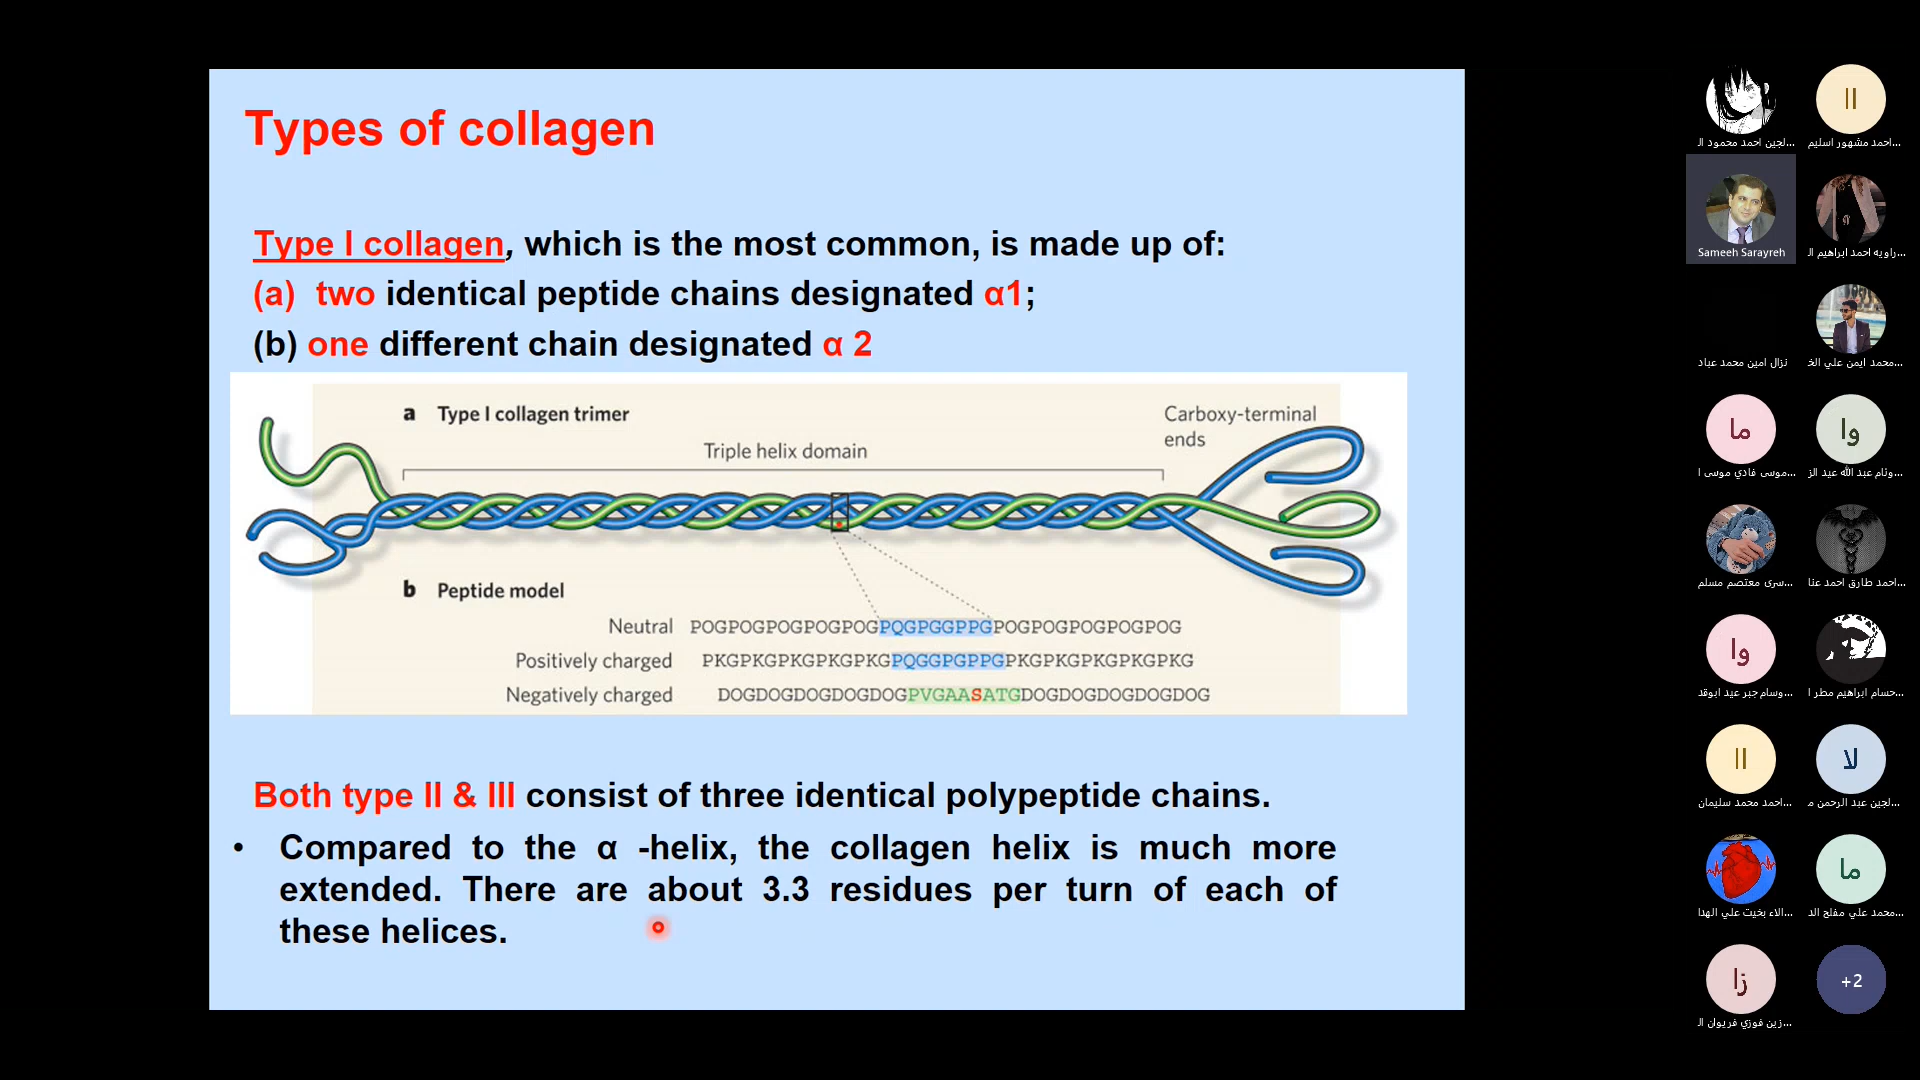 Types of collagen
Type I collagen, which is the most common, is made up of:
(a) two identical peptide chains designated α1;
(b) one different chain designated α 2
a Type I collagen trimer
Carboxy-terminal
ends
Triple helix domain
b Peptide model
Neutral POGPOGPOGPOGPOGPQGPGGPPGPOGPOGPOGPOGPOG
Positively charged PKGPKGPKGPKGPKGPQGGPGPPGPKGPKGPKGPKGPKG
Negatively charged DOGDOGDOGDOGDOGPVGAASATGDOGDOGDOGDOGDOG
Both type II & III consist of three identical polypeptide chains.
• Compared to the α -helix, the collagen helix is much more
extended. There are about 3.3 residues per turn of each of
these helices.
اا
لجين احمد محمود ال...
احمد مشهور اسليم...
Sameeh Sarayreh
راويه احمد ابراهيم ال...
نزال امين محمد عياد
محمد ايمن علي الخ...
ما
وا
موسى فادي موسى ا...
وئام عبد الله عبد الز...
يسرى معتصم مسلم...
احمد طارق احمد عنا...
وا
وسام جبر عيد ابوقد...
حسام ابراهيم مطر ا...
اا
لا
احمد محمد سليمان...
لجين عبد الرحمن م...
ما
الاء بخيت علي الهدا...
محمد علي مفلح الد...
زا
+2
زين فوزي فريوان ال...